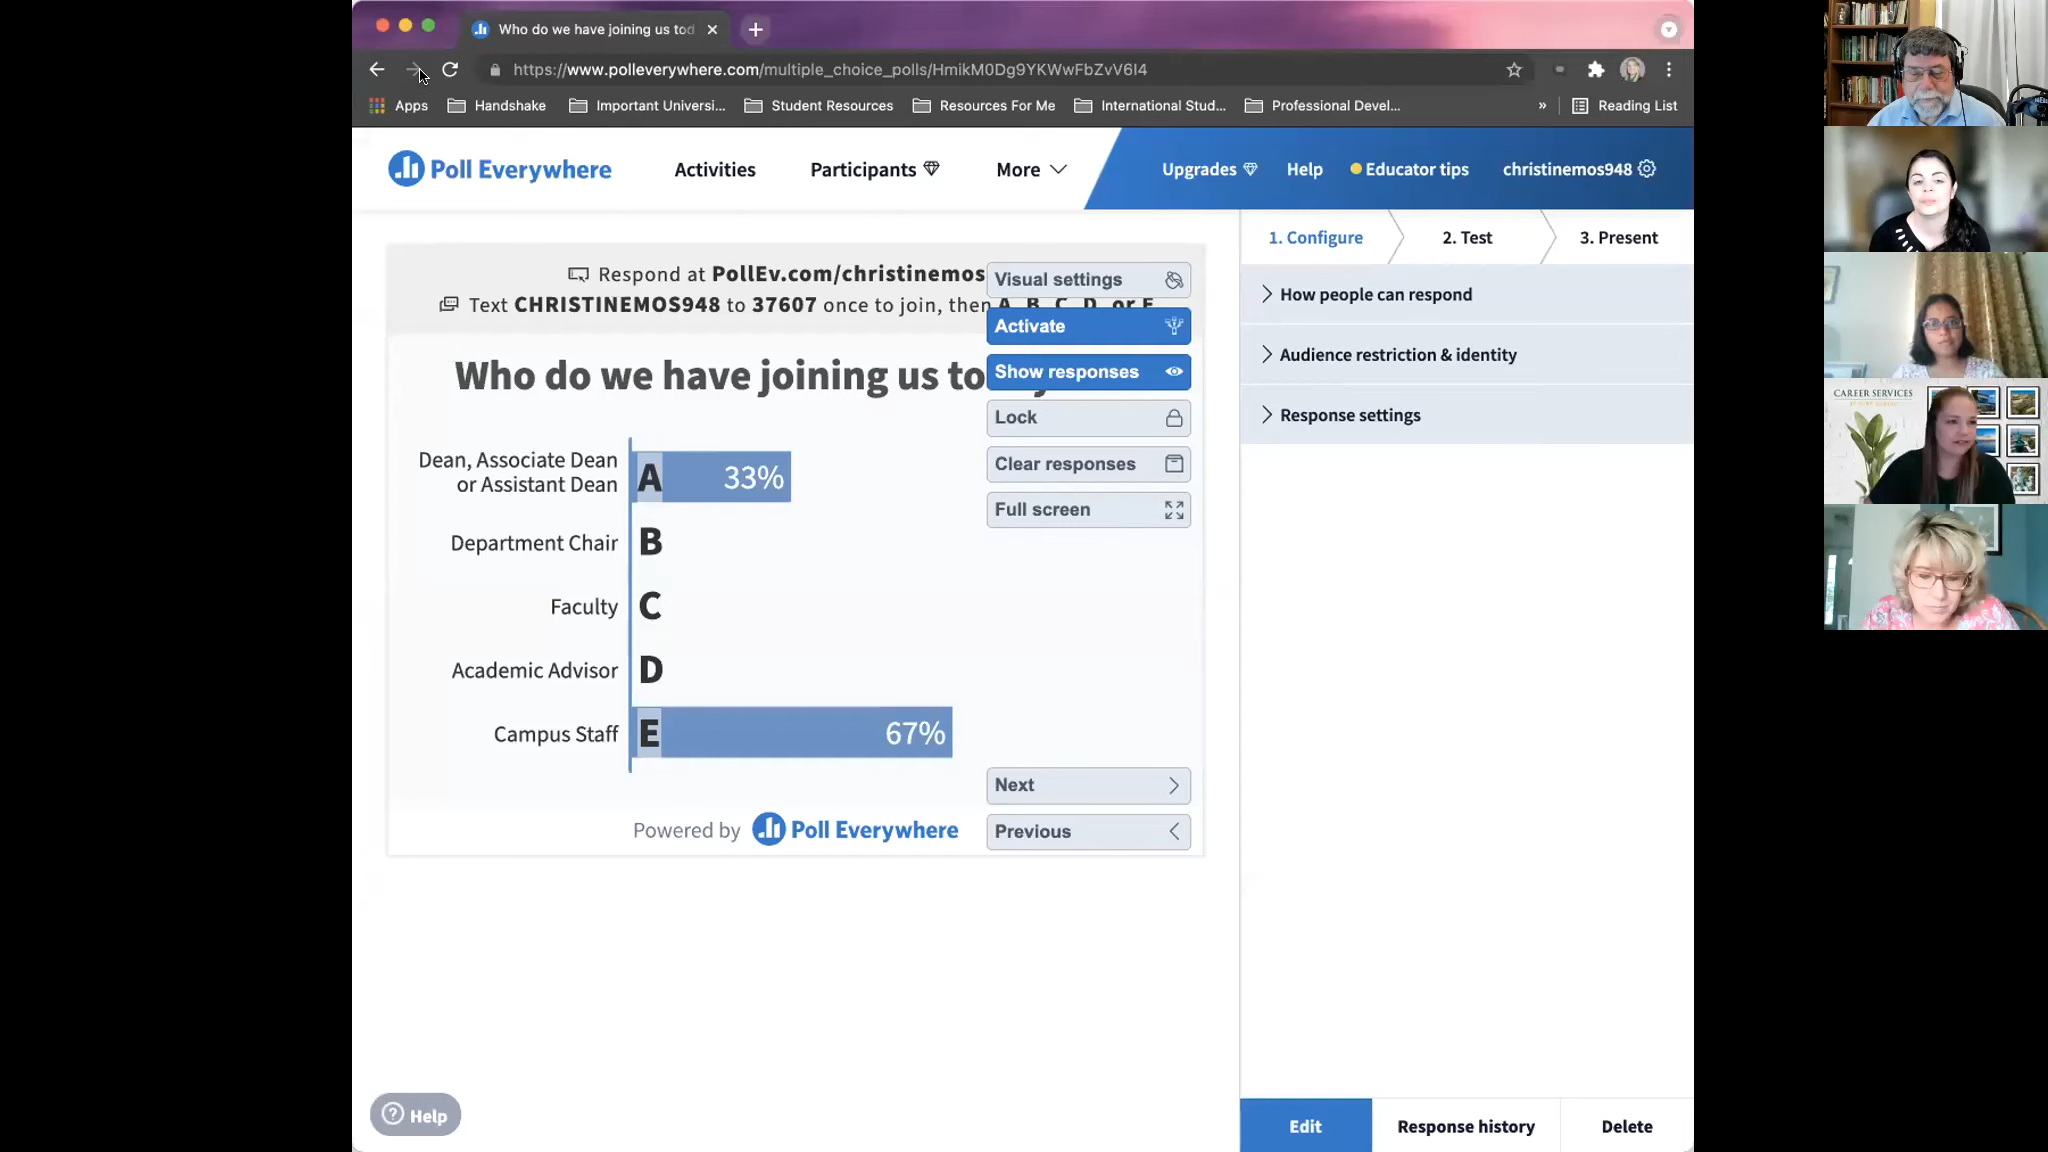 Who do we have joining us tod
https://www.polleverywhere.com/multiple_choice_polls/HmikM0Dg9YKWwFbZvV6I4
Apps Handshake Important Universi... Student Resources Resources For Me International Stud... Professional Devel... » Reading List
Poll Everywhere Activities Participants More Upgrades Help Educator tips christinemos948
1. Configure 2. Test 3. Present
Respond at PollEv.com/christinemos
Text CHRISTINEMOS948 to 37607 once to join, then A, B, C, D, or E
Who do we have joining us to
Visual settings
Activate
Show responses
Lock
Clear responses
Full screen
Dean, Associate Dean
or Assistant Dean A 33%
Department Chair B
Faculty C
Academic Advisor D
Campus Staff E 67%
Next
Previous
Powered by Poll Everywhere
How people can respond
Audience restriction & identity
Response settings
Help
Edit Response history Delete
CAREER SERVICES